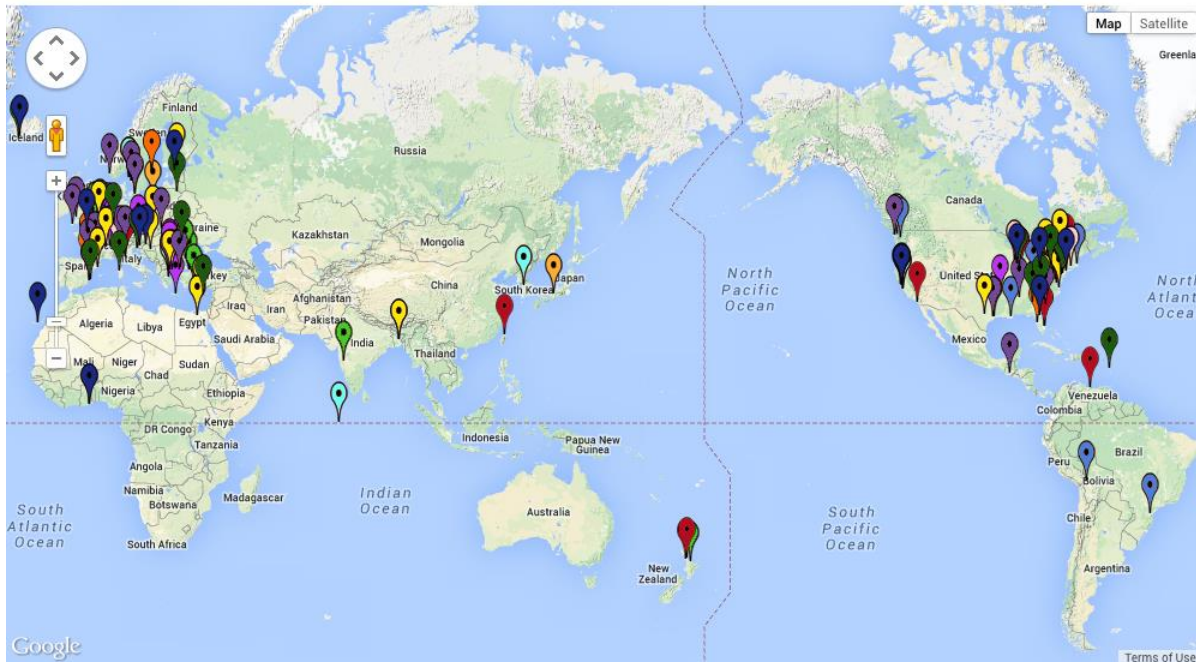 Map Satellite
Greenla
Finland
Iceland
Russia
Canada
Kazakhstan
Mongolia
Spa
Italy
China
South Korea
Japan
North
Pacific
Ocean
United St
North
Atlant
Ocea
Algeria
Libya
Egypt
Iraq
Iran
Afghanistan
Pakistan
Saudi Arabia
India
Thailand
Mexico
Mali
Niger
Chad
Sudan
Nigeria
Ethiopia
Venezuela
Colombia
DR Congo
Kenya
Tanzania
Indonesia
Papua New
Guinea
Peru
Brazil
Bolivia
Angola
Namibia
Botswana
Madagascar
South
Atlantic
Ocean
Indian
Ocean
Australia
South
Pacific
Ocean
Chile
South Africa
New
Zealand
Argentina
Google
Terms of Use